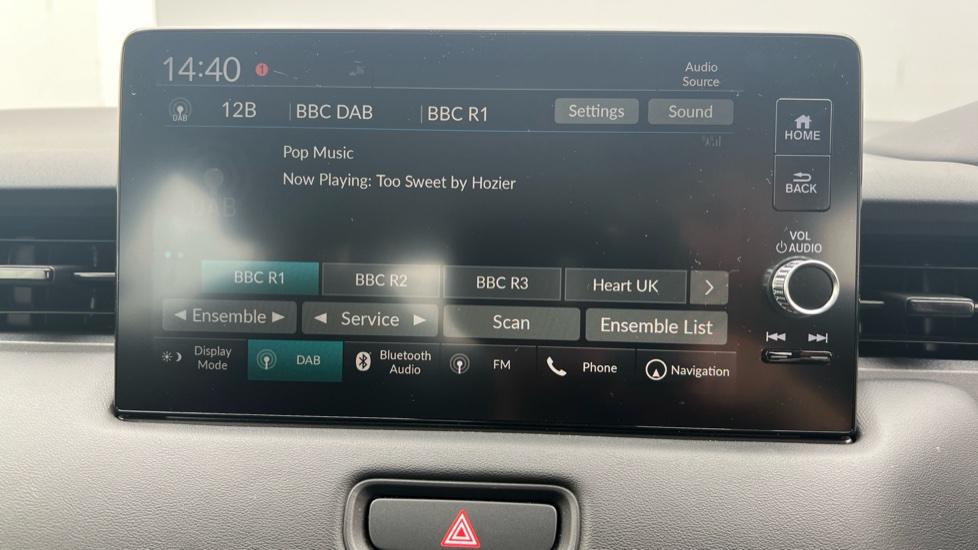 14:40
Audio
Source
DAB
12B
BBC DAB
BBC R1
Settings
Sound
Pop Music
Now Playing: Too Sweet by Hozier
DAB
HOME
BACK
VOL
AUDIO
BBC R1
BBC R2
BBC R3
Heart UK
Ensemble
Service
Scan
Ensemble List
Display
Mode
DAB
Bluetooth
Audio
FM
Phone
Navigation